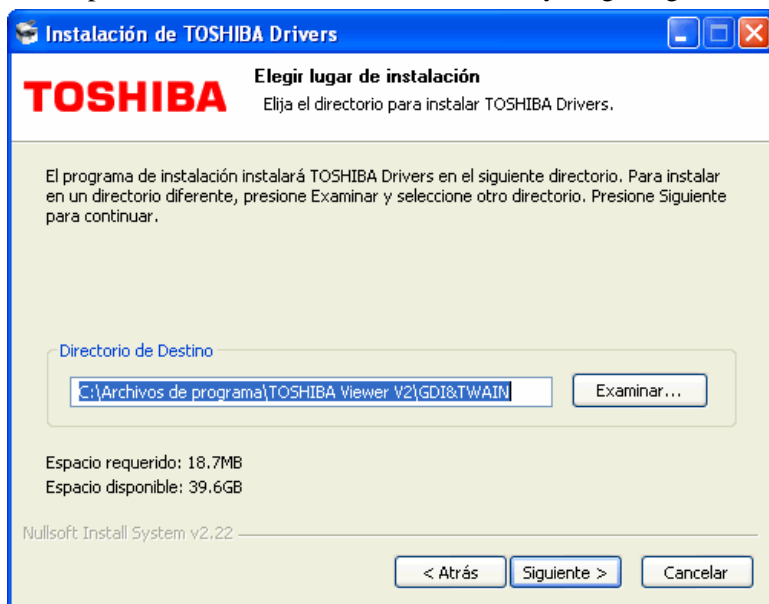 Instalación de TOSHIBA Drivers
TOSHIBA
Elegir lugar de instalación
Elija el directorio para instalar TOSHIBA Drivers.
El programa de instalación instalará TOSHIBA Drivers en el siguiente directorio. Para instalar
en un directorio diferente, presione Examinar y seleccione otro directorio. Presione Siguiente
para continuar.
Directorio de Destino
C:\Archivos de programa\TOSHIBA Viewer V2\GDI&TWAIN
Examinar...
Espacio requerido: 18.7MB
Espacio disponible: 39.6GB
Nullsoft Install System v2.22
< Atrás
Siguiente >
Cancelar